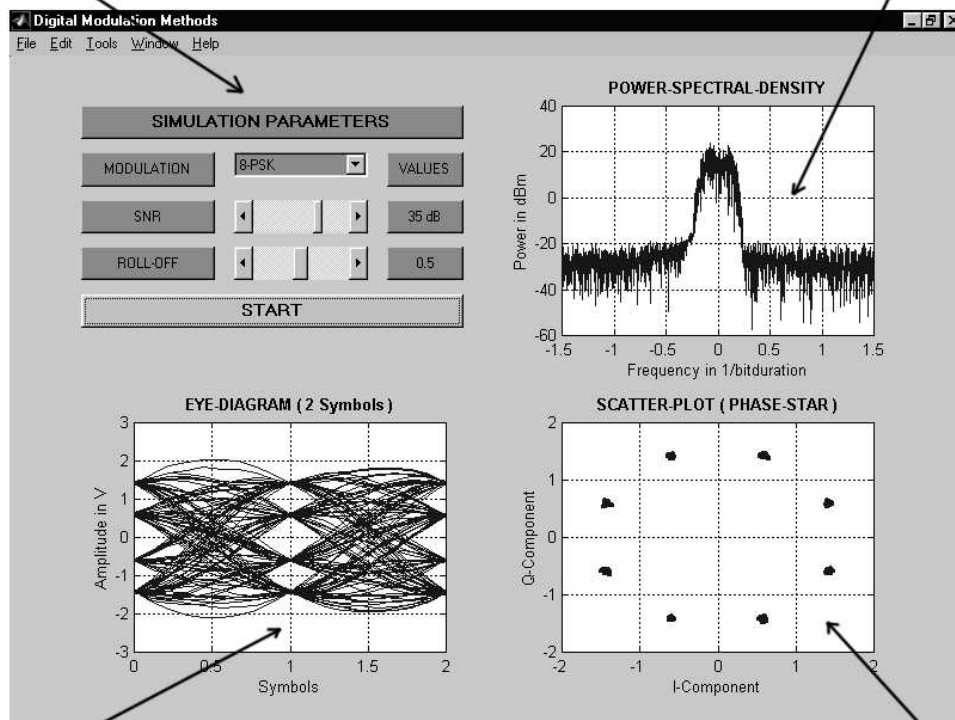 Digital Modulation Methods
File Edit Tools Window Help
SIMULATION PARAMETERS
MODULATION 8-PSK VALUES
SNR 35 dB
ROLL-OFF 0.5
START
POWER-SPECTRAL-DENSITY
Power in dBm
40
20
0
-20
-40
-60
-1.5 -1 -0.5 0 0.5 1 1.5
Frequency in 1/bitduration
EYE-DIAGRAM ( 2 Symbols )
Amplitude in V
3
2
1
0
-1
-2
-3
0 0.5 1 1.5 2
Symbols
SCATTER-PLOT ( PHASE-STAR )
Q-Component
2
1
0
-1
-2
-2 -1 0 1 2
I-Component